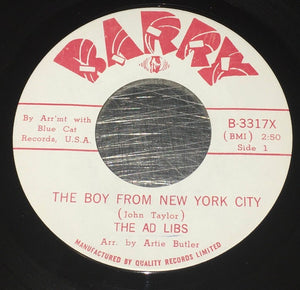 BARRY
By Arr'mt with
Blue Cat
Records, U.S.A.
B-3317X
(BMI) 2:50
Side 1
THE BOY FROM NEW YORK CITY
(John Taylor)
THE AD LIBS
Arr. by Artie Butler
MANUFACTURED BY QUALITY RECORDS LIMITED